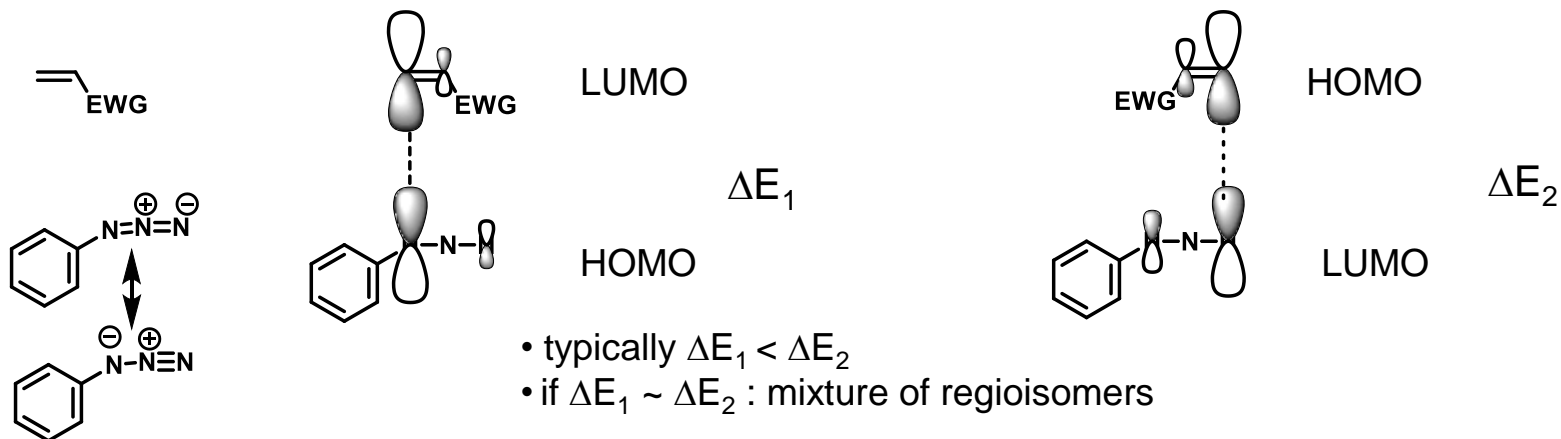 EWG
EWG
LUMO
EWG
HOMO
ΔE₁
ΔE₂
N=N=N
⊕
⊖
N
N
HOMO
N
LUMO
⊖
⊕
N-N≡N
• typically ΔE₁ < ΔE₂
• if ΔE₁ ~ ΔE₂ : mixture of regioisomers